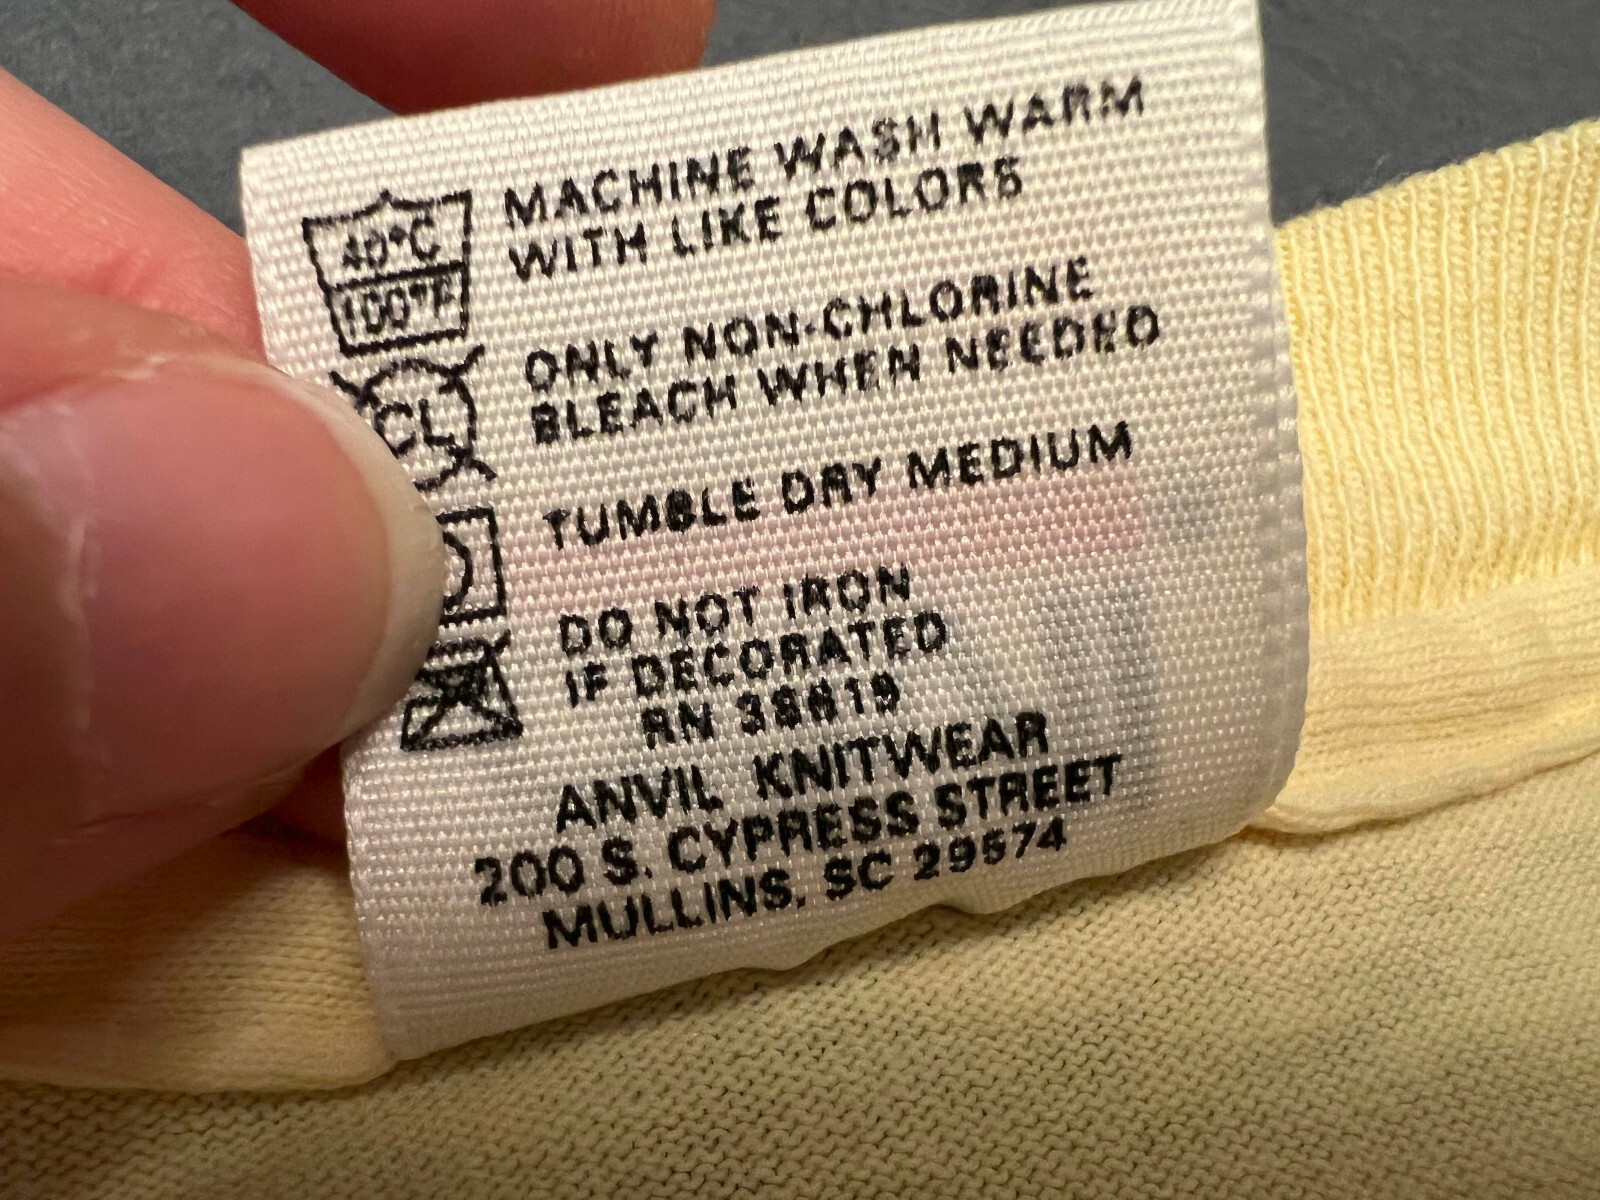 MACHINE WASH WARM
40°C
WITH LIKE COLORS
100°F
ONLY NON-CHLORINE
CL
BLEACH WHEN NEEDED
TUMBLE DRY MEDIUM
DO NOT IRON
IF DECORATED
RN 38619
ANVIL KNITWEAR
200 S. CYPRESS STREET
MULLINS, SC 29574